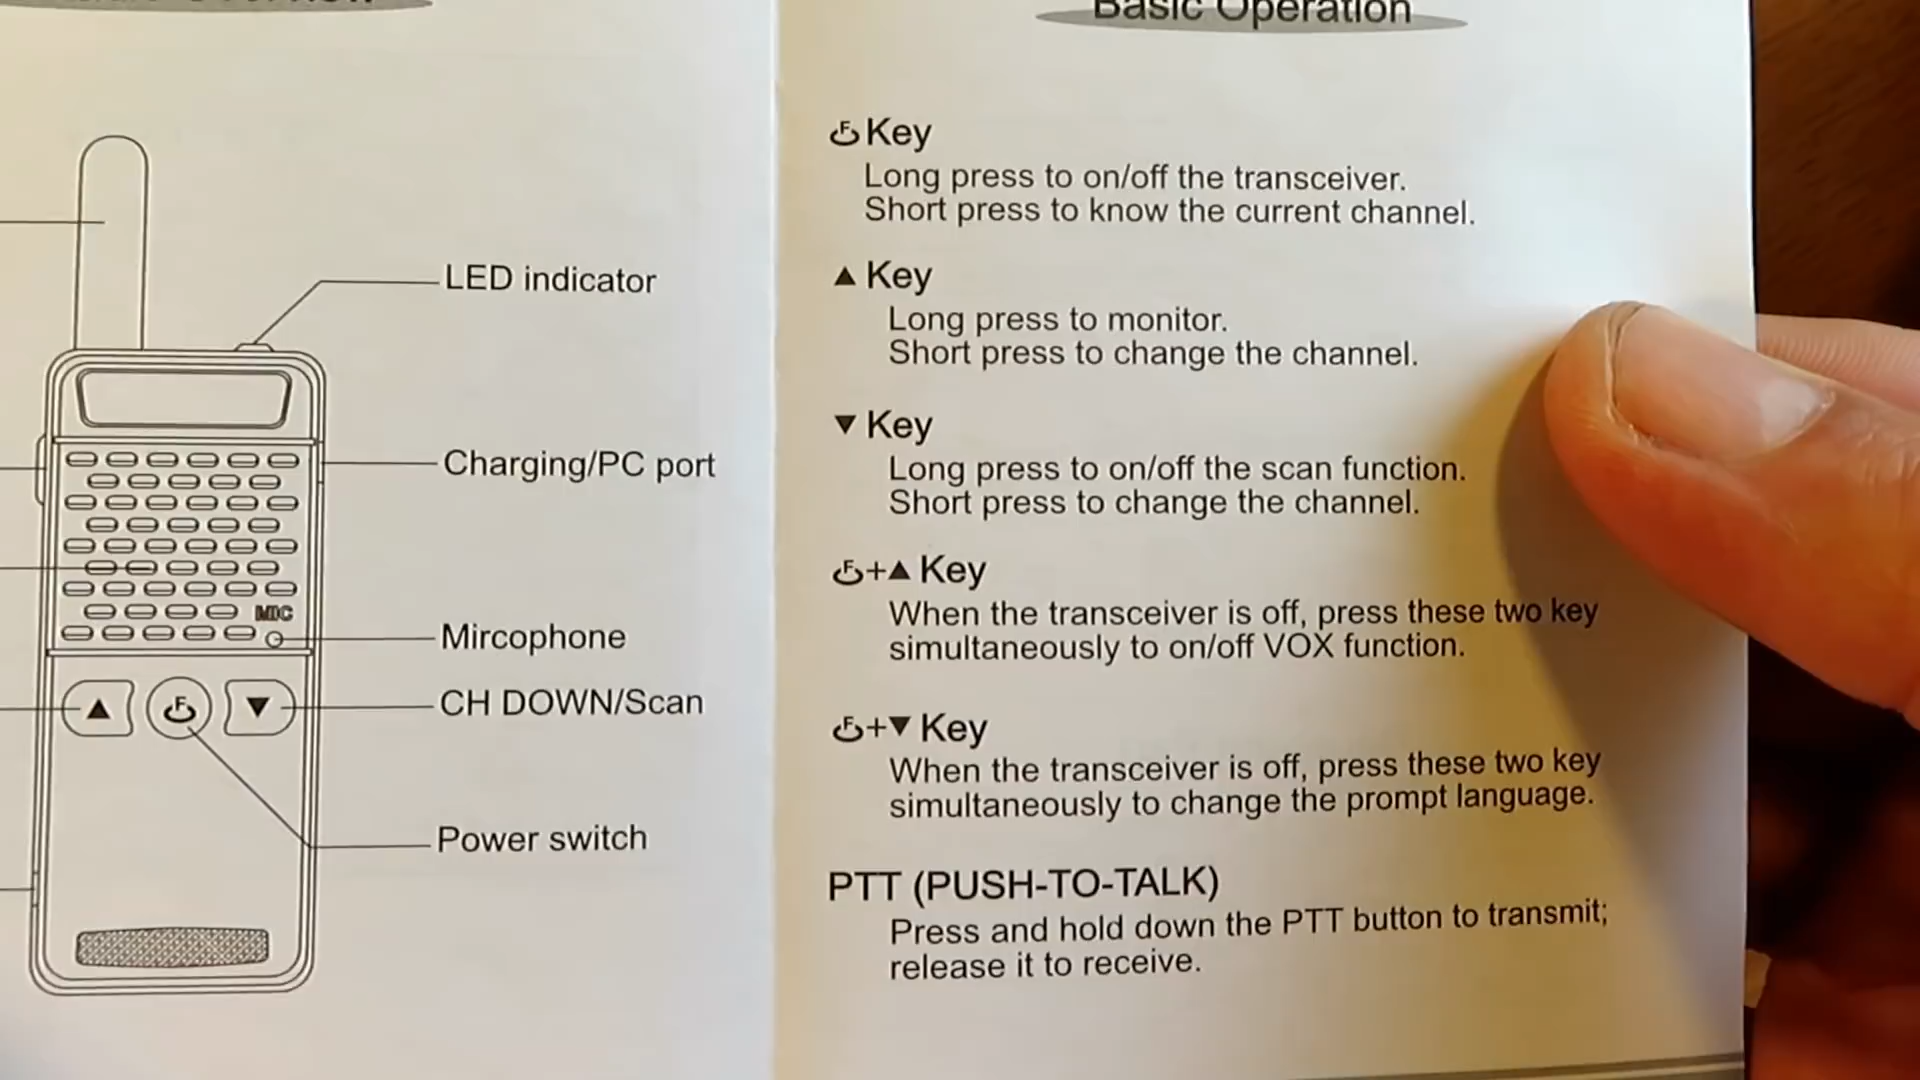 LED indicator
Charging/PC port
MIC
Mircophone
CH DOWN/Scan
F
Power switch
Basic Operation
F Key
Long press to on/off the transceiver.
Short press to know the current channel.
▲ Key
Long press to monitor.
Short press to change the channel.
▼ Key
Long press to on/off the scan function.
Short press to change the channel.
F+▲ Key
When the transceiver is off, press these two key
simultaneously to on/off VOX function.
F+▼ Key
When the transceiver is off, press these two key
simultaneously to change the prompt language.
PTT (PUSH-TO-TALK)
Press and hold down the PTT button to transmit;
release it to receive.